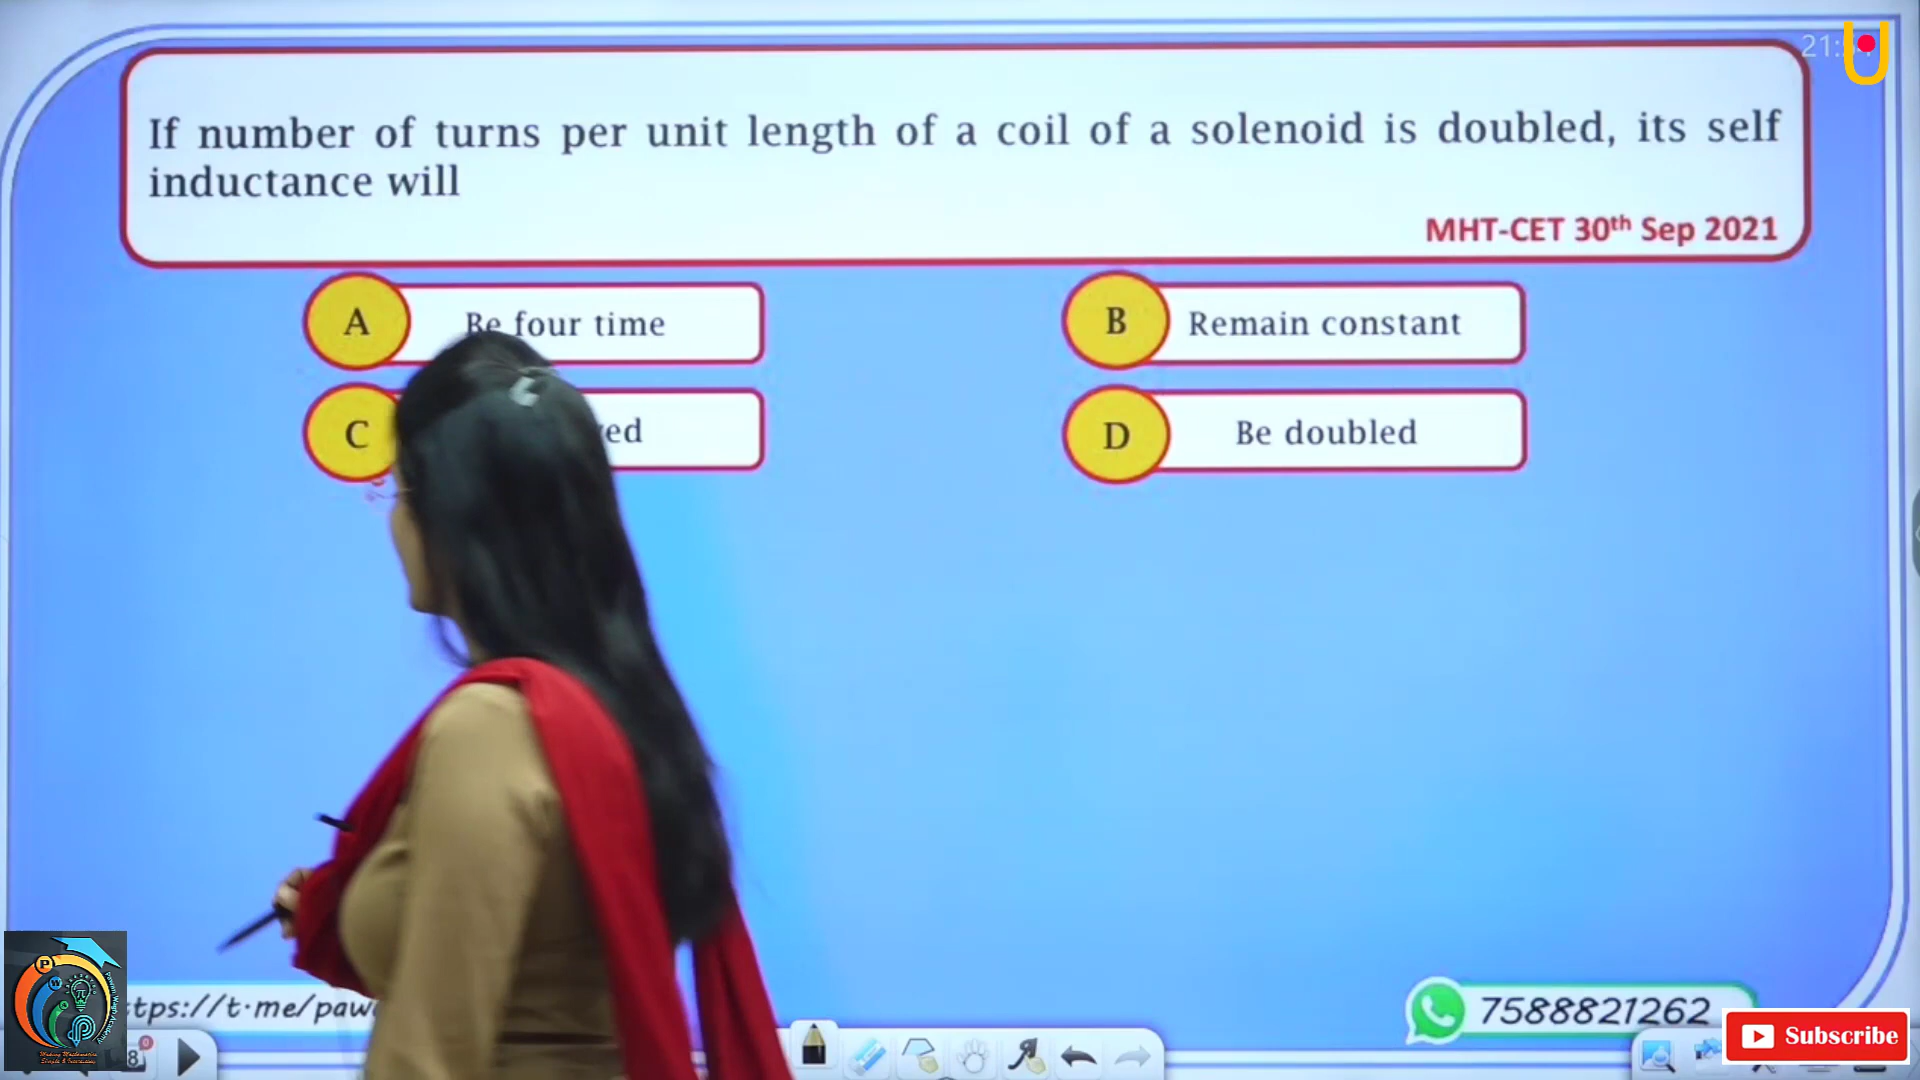 If number of turns per unit length of a coil of a solenoid is doubled, its self
inductance will
MHT-CET 30th Sep 2021
A
Be four time
B
Remain constant
C
D
Be doubled
7588821262
Subscribe